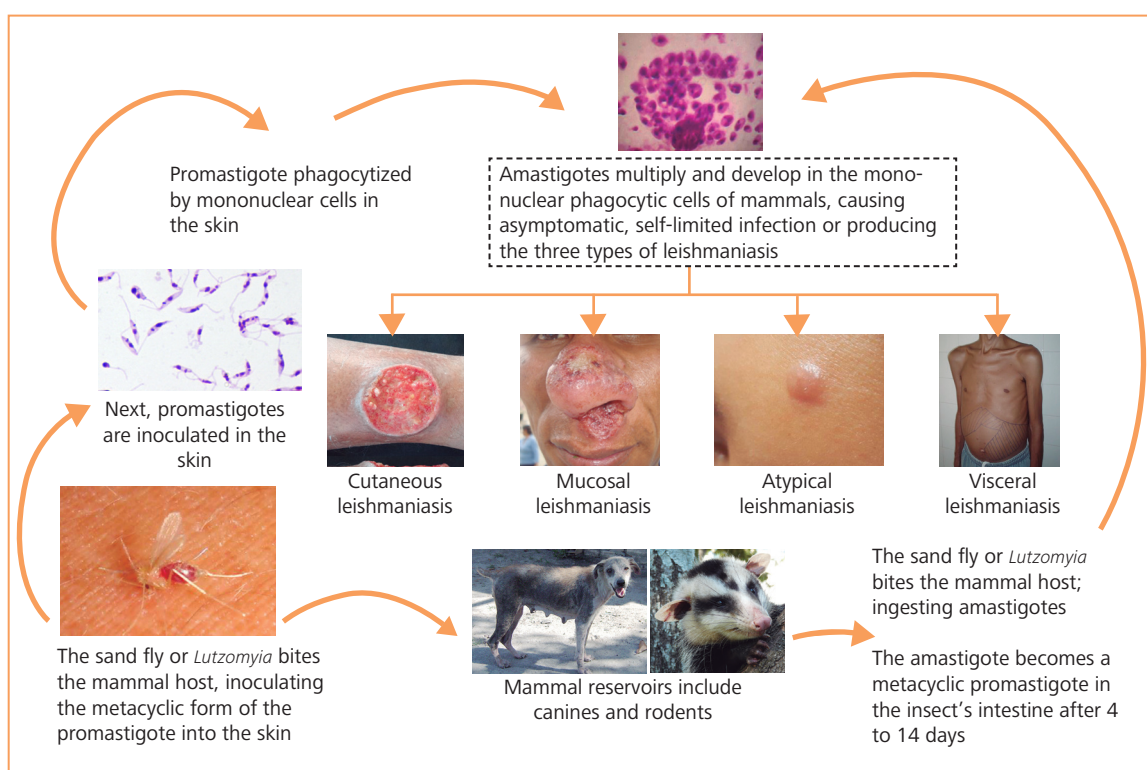 Promastigote phagocytized
by mononuclear cells in
the skin
Amastigotes multiply and develop in the mono-
nuclear phagocytic cells of mammals, causing
asymptomatic, self-limited infection or producing
the three types of leishmaniasis
Next, promastigotes
are inoculated in the
skin
Cutaneous
leishmaniasis
Mucosal
leishmaniasis
Atypical
leishmaniasis
Visceral
leishmaniasis
The sand fly or Lutzomyia bites
the mammal host, inoculating
the metacyclic form of the
promastigote into the skin
Mammal reservoirs include
canines and rodents
The sand fly or Lutzomyia
bites the mammal host;
ingesting amastigotes
The amastigote becomes a
metacyclic promastigote in
the insect's intestine after 4
to 14 days